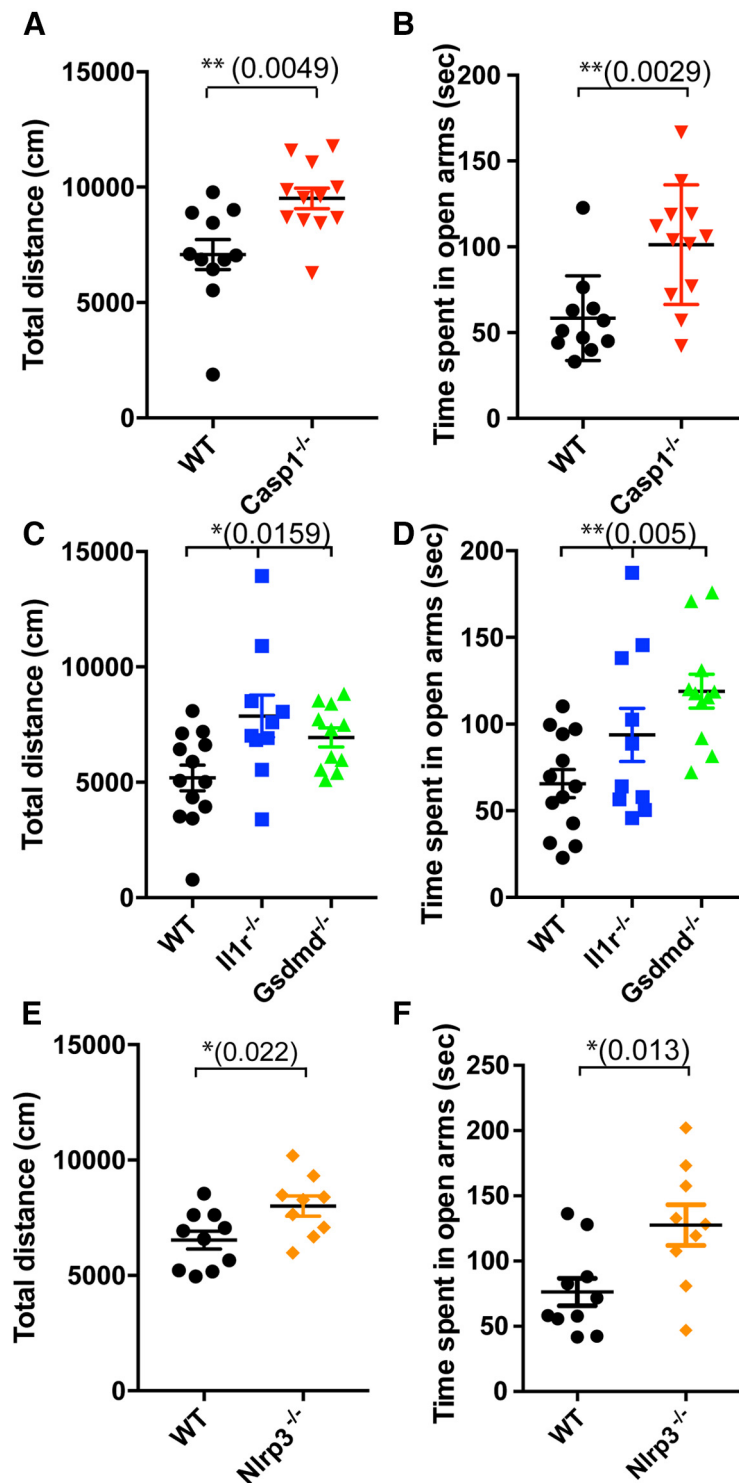 A
** (0.0049)
Total distance (cm)
15000
10000
5000
0
WT
Casp1-/-
B
**(0.0029)
Time spent in open arms (sec)
200
150
100
50
0
WT
Casp1-/-
C
*(0.0159)
Total distance (cm)
15000
10000
5000
0
WT
Il1r-/-
Gsdmd-/-
D
**(0.005)
Time spent in open arms (sec)
200
150
100
50
0
WT
Il1r-/-
Gsdmd-/-
E
*(0.022)
Total distance (cm)
15000
10000
5000
0
WT
Nlrp3 -/-
F
*(0.013)
Time spent in open arms (sec)
250
200
150
100
50
0
WT
Nlrp3 -/-